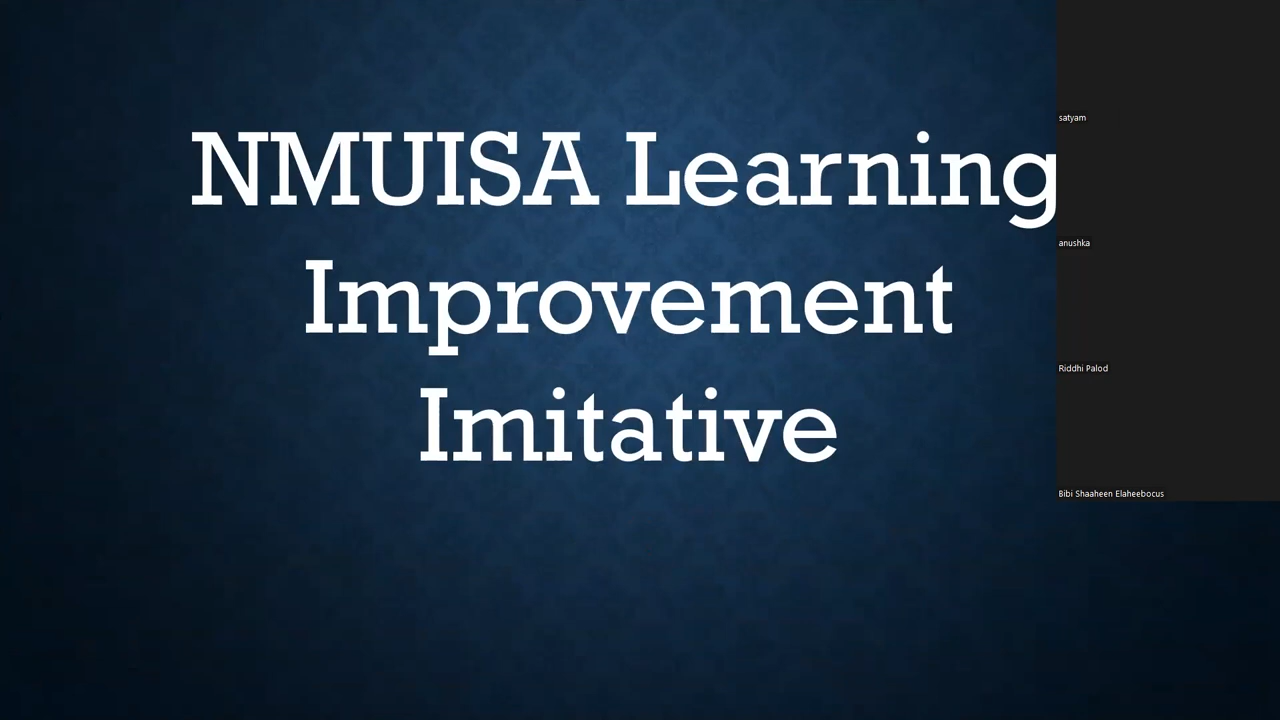 NMUISA Learning
Improvement
Imitative
satyam
anushka
Riddhi Palod
Bibi Shaaheen Elaheebocus